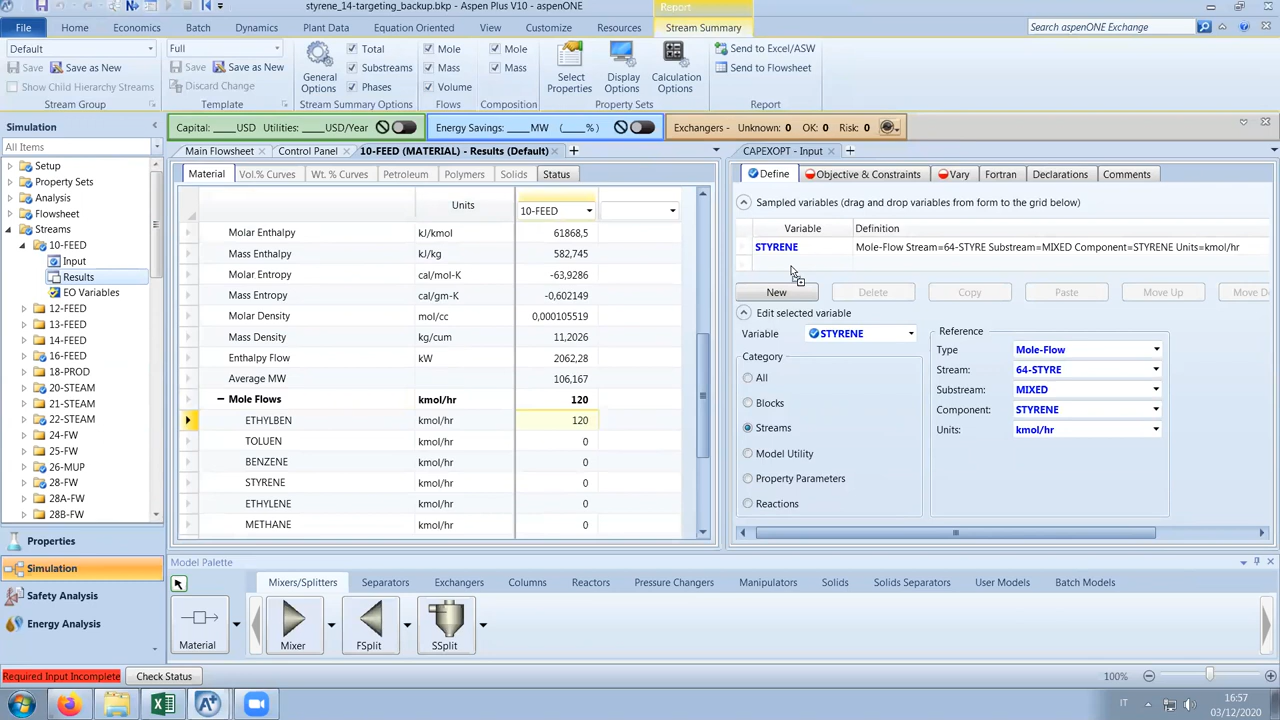 styrene_14-targeting_backup.bkp - Aspen Plus V10 - aspenONE
Report
File Home Economics Batch Dynamics Plant Data Equation Oriented View Customize Resources Stream Summary
Search aspenONE Exchange
Default
Save Save as New
Show Child Hierarchy Streams
Stream Group
Full
Save Save as New
Discard Change
Template
General Options
Total
Substreams
Phases
Stream Summary Options
Mole
Mass
Volume
Flows
Mole
Mass
Composition
Select Properties
Display Options
Calculation Options
Property Sets
Send to Excel/ASW
Send to Flowsheet
Report
Capital: ____USD Utilities: ____USD/Year
Energy Savings: ____MW (____%)
Exchangers - Unknown: 0 OK: 0 Risk: 0
Simulation
All Items
Setup
Property Sets
Analysis
Flowsheet
Streams
10-FEED
Input
Results
EO Variables
12-FEED
13-FEED
14-FEED
16-FEED
18-PROD
20-STEAM
21-STEAM
22-STEAM
24-FW
25-FW
26-MUP
28-FW
28A-FW
28B-FW
Properties
Simulation
Safety Analysis
Energy Analysis
Main Flowsheet Control Panel 10-FEED (MATERIAL) - Results (Default)
Material Vol.% Curves Wt. % Curves Petroleum Polymers Solids Status
Units 10-FEED
Molar Enthalpy kJ/kmol 61868,5
Mass Enthalpy kJ/kg 582,745
Molar Entropy cal/mol-K -63,9286
Mass Entropy cal/gm-K -0,602149
Molar Density mol/cc 0,000105519
Mass Density kg/cum 11,2026
Enthalpy Flow kW 2062,28
Average MW 106,167
Mole Flows kmol/hr 120
ETHYLBEN kmol/hr 120
TOLUEN kmol/hr 0
BENZENE kmol/hr 0
STYRENE kmol/hr 0
ETHYLENE kmol/hr 0
METHANE kmol/hr 0
CAPEXOPT - Input
Define Objective & Constraints Vary Fortran Declarations Comments
Sampled variables (drag and drop variables from form to the grid below)
Variable Definition
STYRENE Mole-Flow Stream=64-STYRE Substream=MIXED Component=STYRENE Units=kmol/hr
New Delete Copy Paste Move Up Move D
Edit selected variable
Variable STYRENE
Category
All
Blocks
Streams
Model Utility
Property Parameters
Reactions
Reference
Type Mole-Flow
Stream: 64-STYRE
Substream: MIXED
Component: STYRENE
Units: kmol/hr
Model Palette
Mixers/Splitters Separators Exchangers Columns Reactors Pressure Changers Manipulators Solids Solids Separators User Models Batch Models
Material Mixer FSplit SSplit
Required Input Incomplete Check Status
100%
IT
16:57
03/12/2020